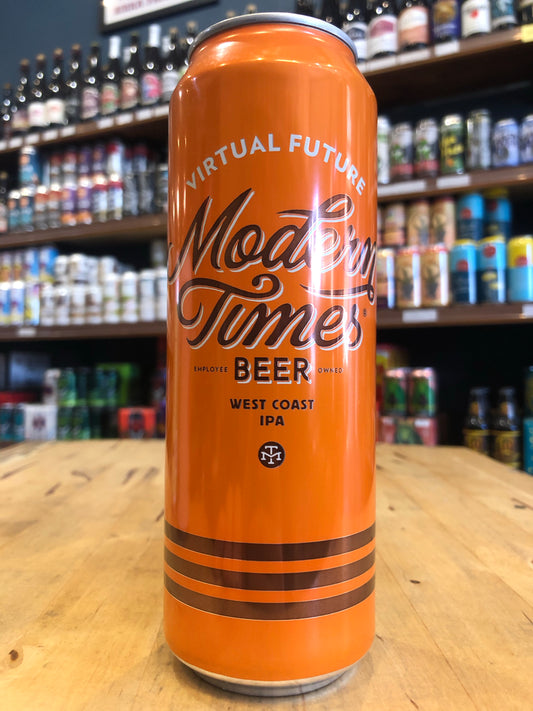 VIRTUAL FUTURE
Modern
Times®
EMPLOYEE BEER OWNED
WEST COAST
IPA